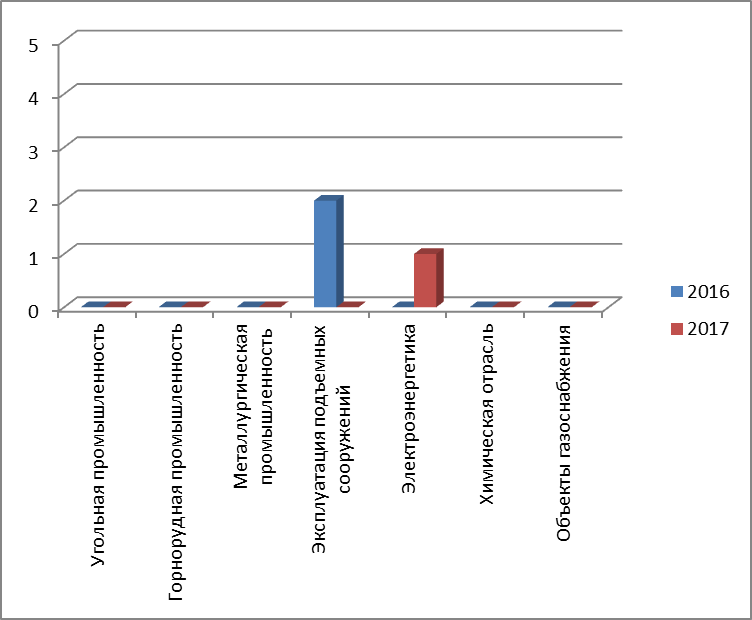 5
4
3
2
1
0
Угольная промышленность
Горнорудная промышленность
Металлургическая
промышленность
Эксплуатация подъемных
сооружений
Электроэнергетика
Химическая отрасль
Объекты газоснабжения
2016
2017